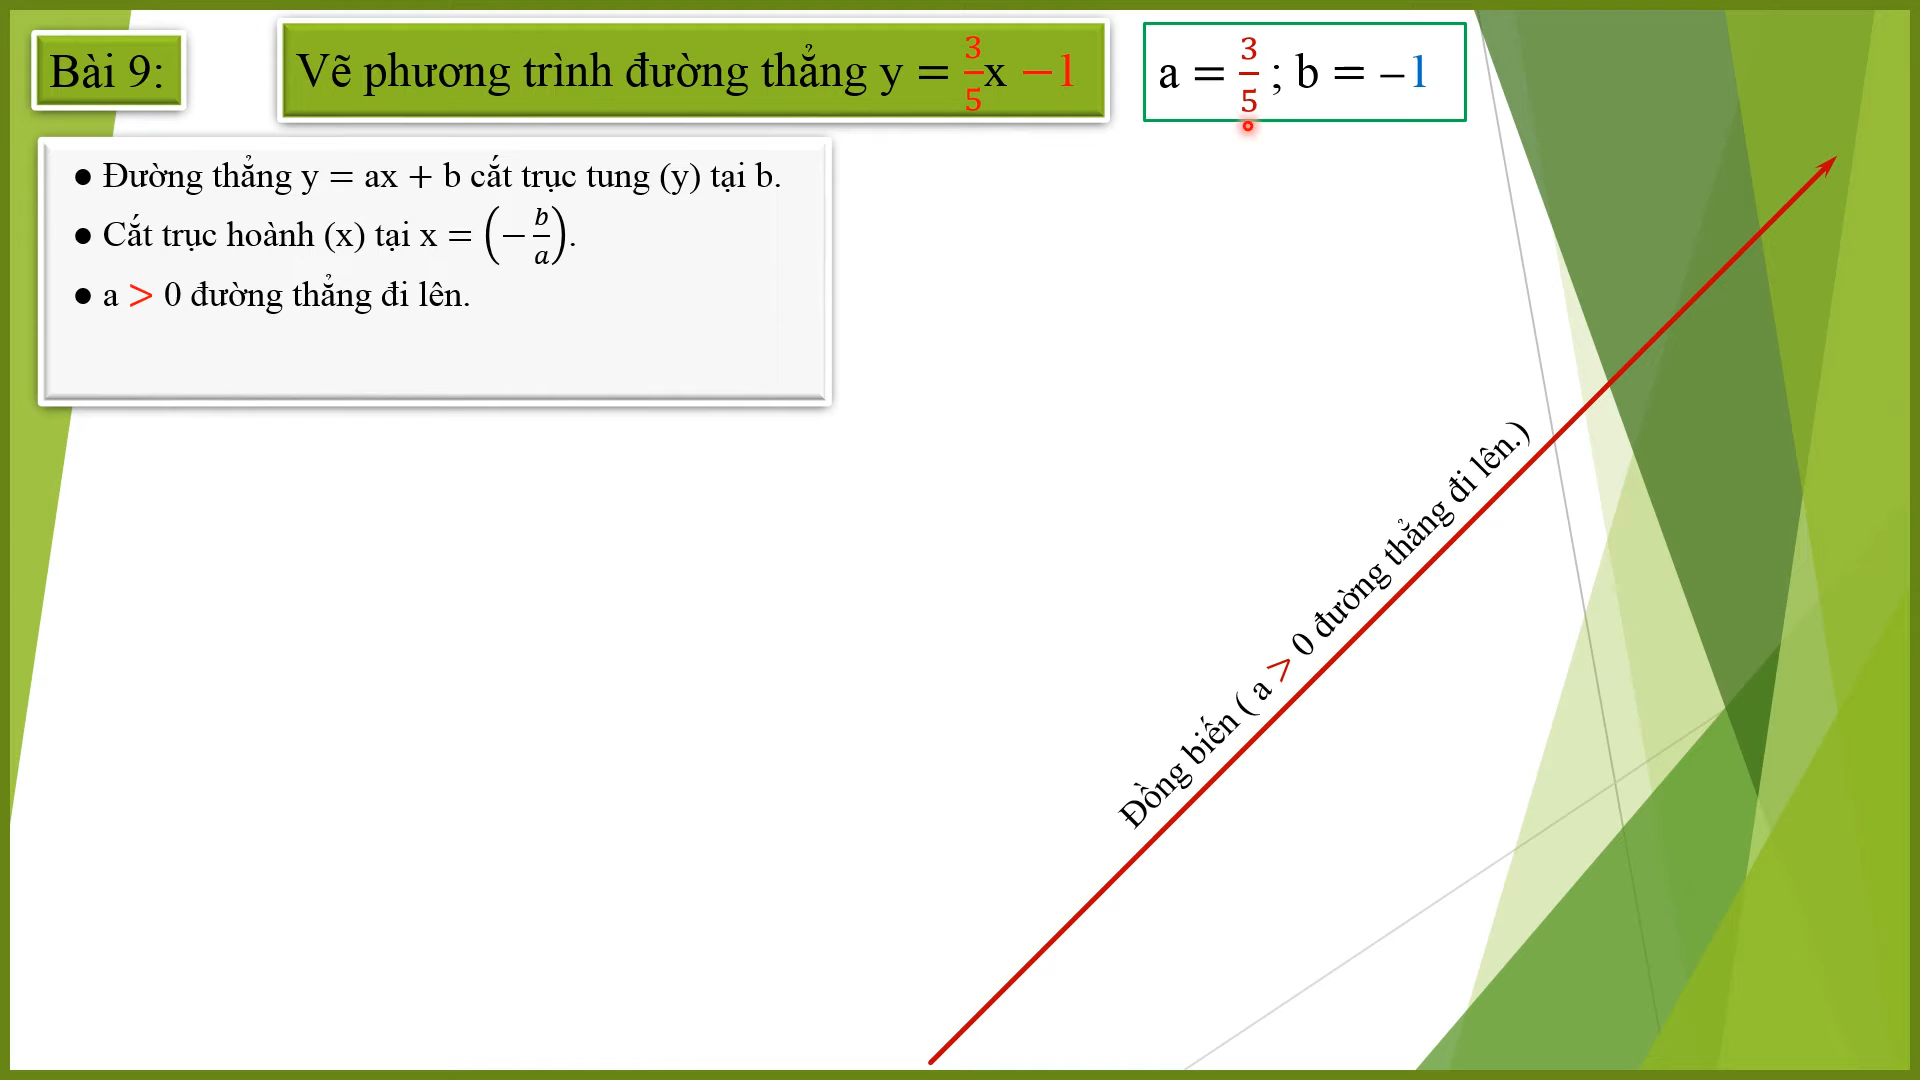 Bài 9:
Vẽ phương trình đường thẳng y = 3/5x −1
a = 3/5 ; b = −1
● Đường thẳng y = ax + b cắt trục tung (y) tại b.
● Cắt trục hoành (x) tại x = (−b/a).
● a > 0 đường thẳng đi lên.
Đồng biến ( a > 0 đường thẳng đi lên.)